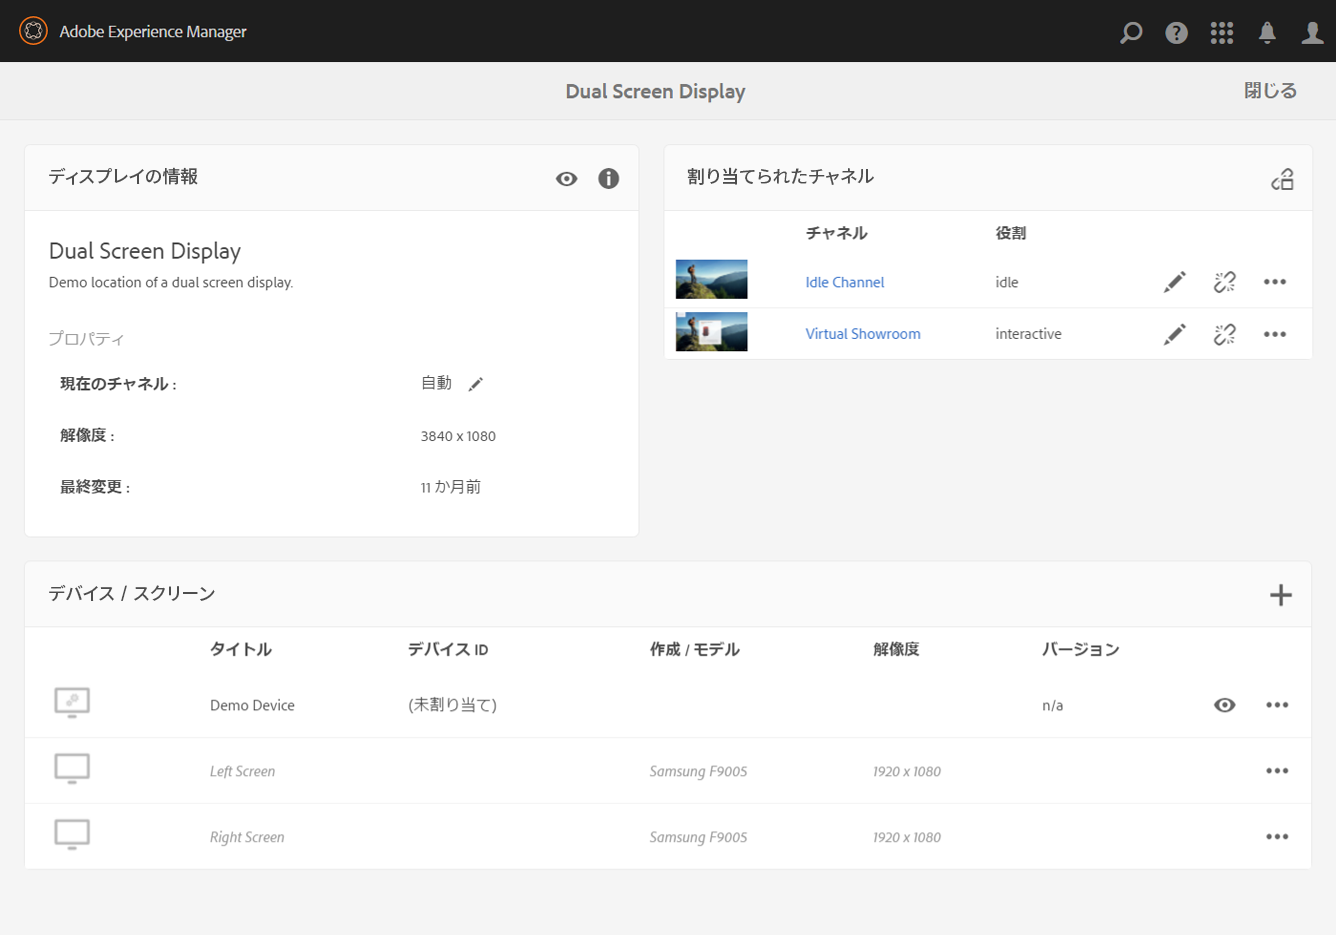 Adobe Experience Manager
Dual Screen Display
閉じる
ディスプレイの情報
Dual Screen Display
Demo location of a dual screen display.
プロパティ
現在のチャネル : 自動
解像度 : 3840 x 1080
最終変更 : 11 か月前
割り当てられたチャネル
チャネル 役割
Idle Channel idle
Virtual Showroom interactive
デバイス / スクリーン
タイトル デバイス ID 作成 / モデル 解像度 バージョン
Demo Device (未割り当て) n/a
Left Screen Samsung F9005 1920 x 1080
Right Screen Samsung F9005 1920 x 1080